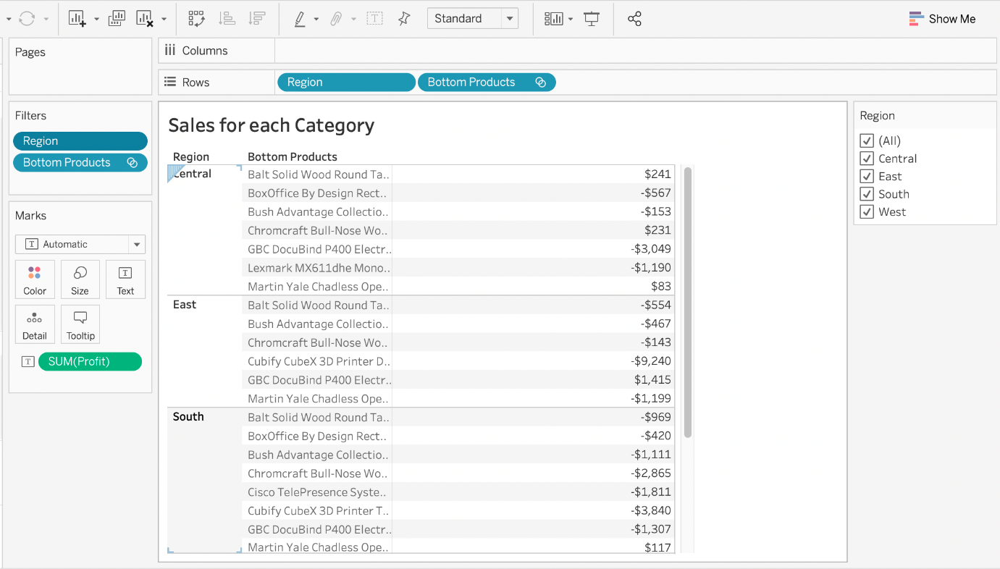 Standard
Show Me
Pages
Columns
Rows
Region
Bottom Products
Filters
Region
Bottom Products
Marks
Automatic
Color
Size
Text
Detail
Tooltip
SUM(Profit)
Sales for each Category
Region Bottom Products
Central Balt Solid Wood Round Ta.. $241
BoxOffice By Design Rect.. -$567
Bush Advantage Collectio.. -$153
Chromcraft Bull-Nose Wo.. $231
GBC DocuBind P400 Electr.. -$3,049
Lexmark MX611dhe Mono.. -$1,190
Martin Yale Chadless Ope.. $83
East Balt Solid Wood Round Ta.. -$554
Bush Advantage Collectio.. -$467
Chromcraft Bull-Nose Wo.. -$143
Cubify CubeX 3D Printer D.. -$9,240
GBC DocuBind P400 Electr.. $1,415
Martin Yale Chadless Ope.. -$1,199
South Balt Solid Wood Round Ta.. -$969
BoxOffice By Design Rect.. -$420
Bush Advantage Collectio.. -$1,111
Chromcraft Bull-Nose Wo.. -$2,865
Cisco TelePresence Syste.. -$1,811
Cubify CubeX 3D Printer T.. -$3,840
GBC DocuBind P400 Electr.. -$1,307
Martin Yale Chadless Ope.. $117
Region
(All)
Central
East
South
West